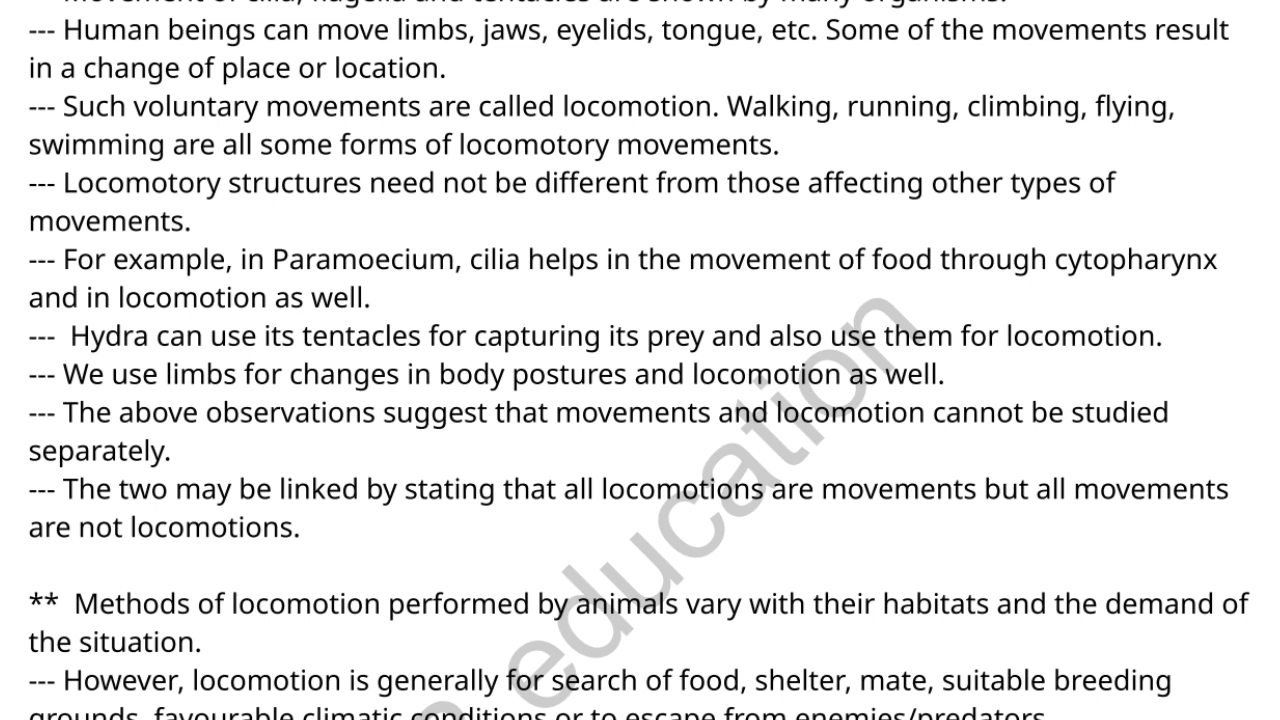 Movement of cilia, flagella and tentacles are shown by many organisms.
--- Human beings can move limbs, jaws, eyelids, tongue, etc. Some of the movements result
in a change of place or location.
--- Such voluntary movements are called locomotion. Walking, running, climbing, flying,
swimming are all some forms of locomotory movements.
--- Locomotory structures need not be different from those affecting other types of
movements.
--- For example, in Paramoecium, cilia helps in the movement of food through cytopharynx
and in locomotion as well.
---  Hydra can use its tentacles for capturing its prey and also use them for locomotion.
--- We use limbs for changes in body postures and locomotion as well.
--- The above observations suggest that movements and locomotion cannot be studied
separately.
--- The two may be linked by stating that all locomotions are movements but all movements
are not locomotions.
**  Methods of locomotion performed by animals vary with their habitats and the demand of
the situation.
--- However, locomotion is generally for search of food, shelter, mate, suitable breeding
grounds, favourable climatic conditions or to escape from enemies/predators.
education